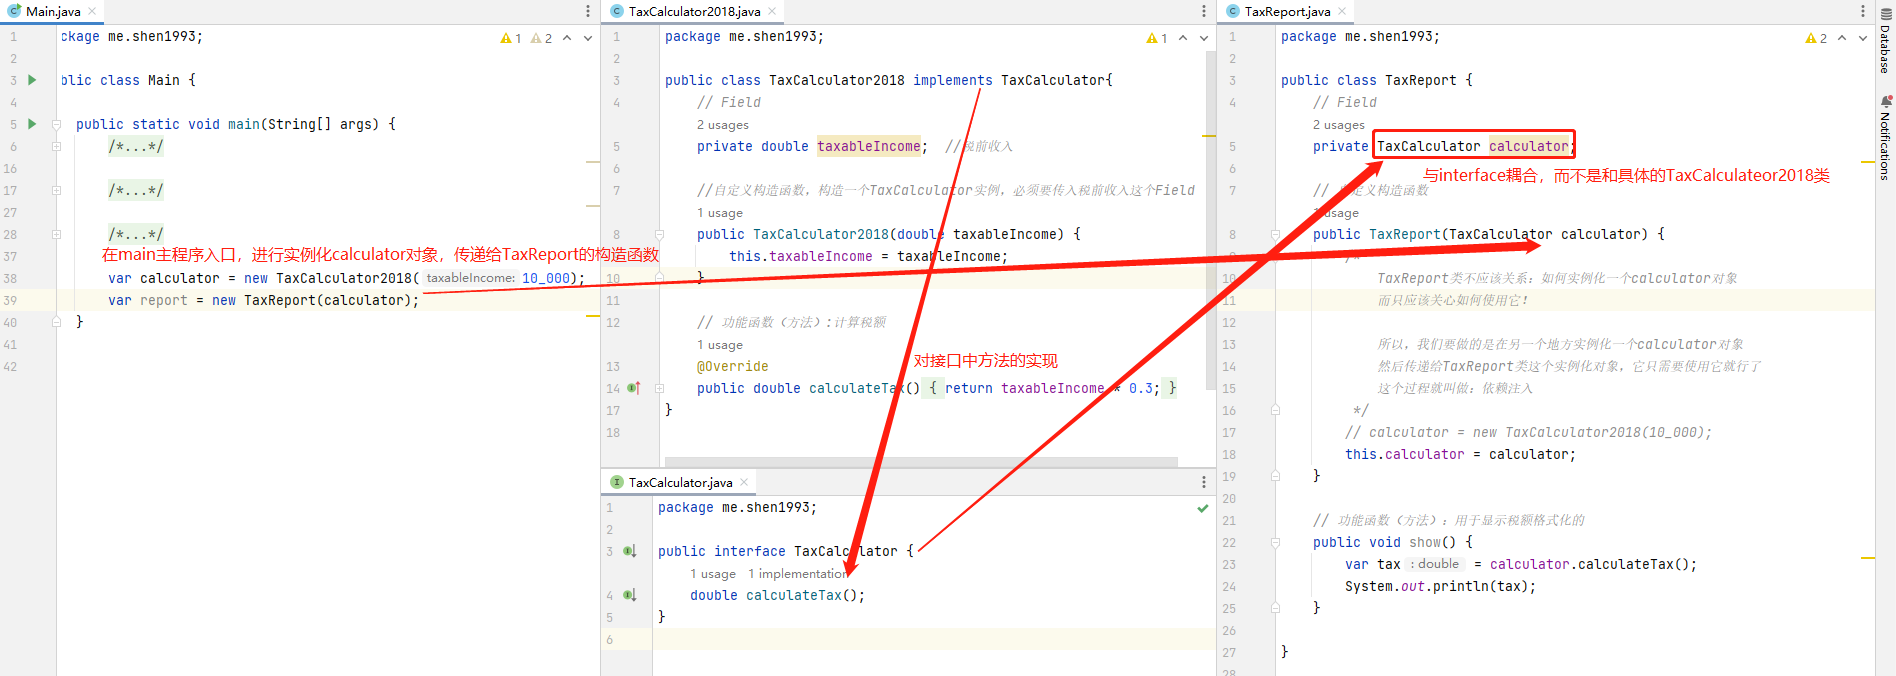 Main.java
1 ckage me.shen1993;
1 2
2
3 blic class Main {
4
5 public static void main(String[] args) {
6 /*...*/
16
17 /*...*/
27
28 /*...*/
在main主程序入口，进行实例化calculator对象，传递给TaxReport的构造函数
37
38 var calculator = new TaxCalculator2018( taxableIncome: 10_000);
39 var report = new TaxReport(calculator);
40 }
41
42
TaxCalculator2018.java
1 package me.shen1993;
1
2
3 public class TaxCalculator2018 implements TaxCalculator{
4 // Field
2 usages
5 private double taxableIncome; //税前收入
6
7 //自定义构造函数，构造一个TaxCalculator实例，必须要传入税前收入这个Field
1 usage
8 public TaxCalculator2018(double taxableIncome) {
9 this.taxableIncome = taxableIncome;
10 }
11
12 // 功能函数（方法）:计算税额
1 usage
13 @Override
对接口中方法的实现
14 public double calculateTax() { return taxableIncome * 0.3; }
17 }
18
TaxCalculator.java
1 package me.shen1993;
2
3 public interface TaxCalculator {
1 usage 1 implementation
4 double calculateTax();
5 }
6
TaxReport.java
1 package me.shen1993;
2
2
3 public class TaxReport {
4 // Field
2 usages
5 private TaxCalculator calculator;
6
与interface耦合，而不是和具体的TaxCalculateor2018类
7 // 自定义构造函数
1 usage
8 public TaxReport(TaxCalculator calculator) {
9 /*
10 TaxReport类不应该关系：如何实例化一个calculator对象
11 而只应该关心如何使用它！
12
13 所以，我们要做的是在另一个地方实例化一个calculator对象
14 然后传递给TaxReport类这个实例化对象，它只需要使用它就行了
15 这个过程就叫做：依赖注入
16 */
17 // calculator = new TaxCalculator2018(10_000);
18 this.calculator = calculator;
19 }
20
21 // 功能函数（方法）：用于显示税额格式化的
22 public void show() {
23 var tax : double = calculator.calculateTax();
24 System.out.println(tax);
25 }
26
27 }
28
Database
Notifications